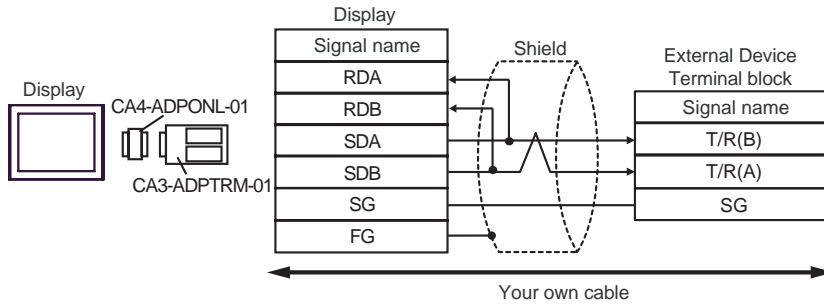 Display
CA4-ADPONL-01
CA3-ADPTRM-01
Display
Signal name
RDA
RDB
SDA
SDB
SG
FG
Shield
External Device
Terminal block
Signal name
T/R(B)
T/R(A)
SG
Your own cable